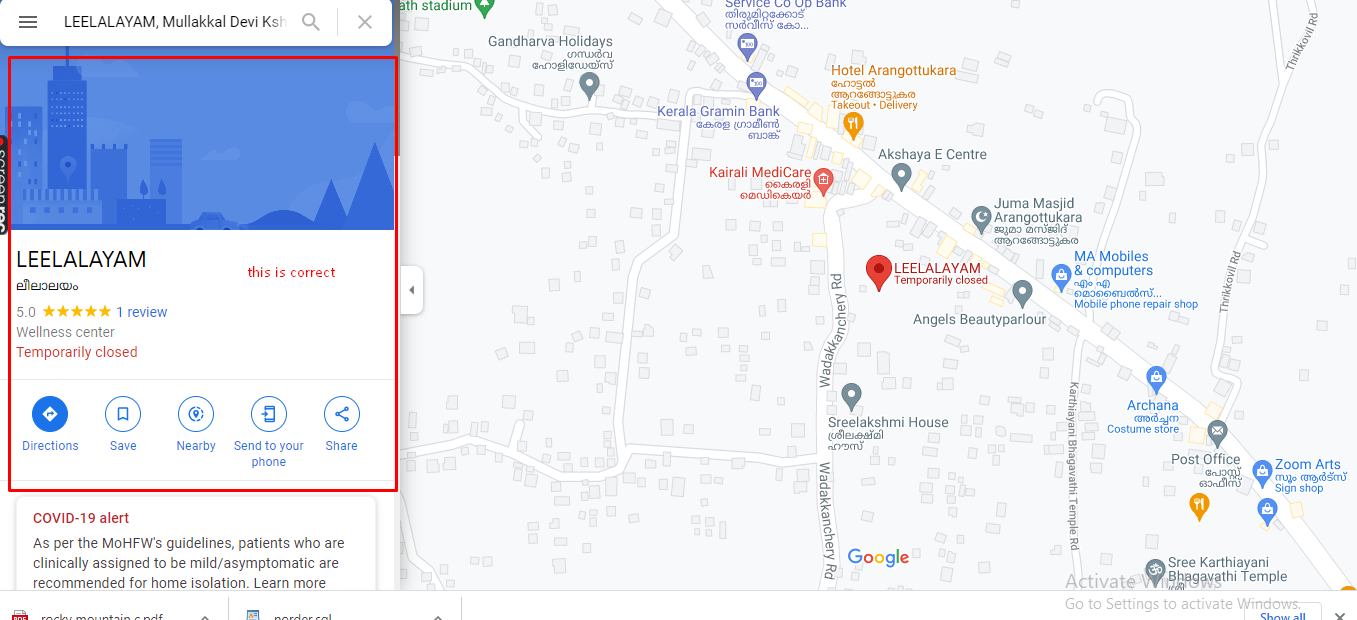 LEELALAYAM, Mullakkal Devi Ksh
LEELALAYAM
this is correct
ലീലാലയം
5.0 1 review
Wellness center
Temporarily closed
Directions
Save
Nearby
Send to your
phone
Share
COVID-19 alert
As per the MoHFW's guidelines, patients who are
clinically assigned to be mild/asymptomatic are
recommended for home isolation. Learn more
ath stadium
Service Co Op Bank
തിരുമിറ്റക്കോട്
സർവീസ് കോ...
Gandharva Holidays
ഗന്ധർവ
ഹോളിഡേയ്സ്
Hotel Arangottukara
ഹോട്ടൽ
ആറങ്ങോട്ടുകര
Takeout • Delivery
Kerala Gramin Bank
കേരള ഗ്രാമീൺ
ബാങ്ക്
Akshaya E Centre
Kairali MediCare
കൈരളി
മെഡികെയർ
Juma Masjid
Arangottukara
ജുമാ മസ്ജിദ്
ആറങ്ങോട്ടുകര
LEELALAYAM
Temporarily closed
MA Mobiles
& computers
എം എ
മൊബൈൽസ്...
Mobile phone repair shop
Angels Beautyparlour
Thrikkovil Rd
Thrikkovil Rd
Wadakkanchery Rd
Sreelakshmi House
ശ്രീലക്ഷ്മി
ഹൗസ്
Karthiayani Bhagavathi Temple Rd
Archana
അർച്ചന
Costume store
Post Office
പോസ്റ്റ്
ഓഫീസ്
Zoom Arts
സൂം ആർട്സ്
Sign shop
Wadakkanchery Rd
Google
Sree Karthiayani
Bhagavathi Temple
ശ്രീ
Activate Windows
Go to Settings to activate Windows.
rocky mountain c.pdf
norder.sql
Show all